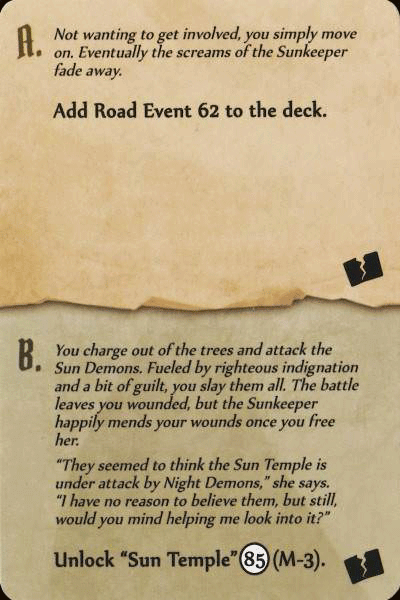 A. Not wanting to get involved, you simply move
on. Eventually the screams of the Sunkeeper
fade away.
Add Road Event 62 to the deck.
B. You charge out of the trees and attack the
Sun Demons. Fueled by righteous indignation
and a bit of guilt, you slay them all. The battle
leaves you wounded, but the Sunkeeper
happily mends your wounds once you free
her.
“They seemed to think the Sun Temple is
under attack by Night Demons,” she says.
“I have no reason to believe them, but still,
would you mind helping me look into it?”
Unlock “Sun Temple” 85 (M-3).